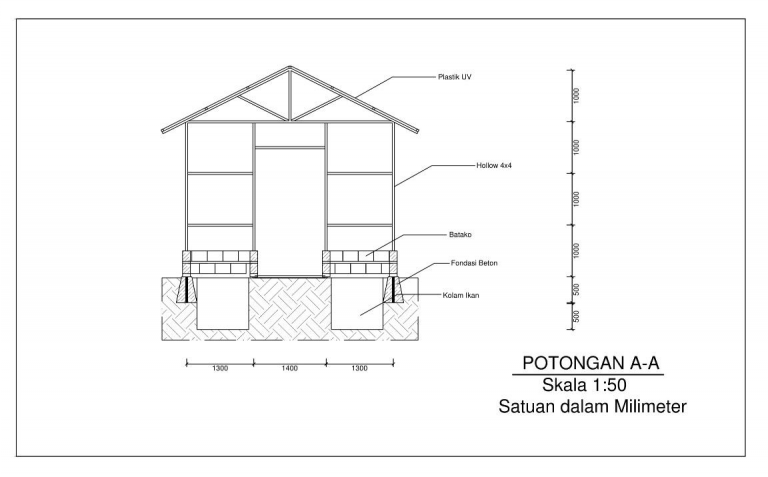 Plastik UV
1000
1000
Hollow 4x4
1000
Batako
1000
Fondasi Beton
500
Kolam Ikan
500
1300
1400
1300
POTONGAN A-A
Skala 1:50
Satuan dalam Milimeter